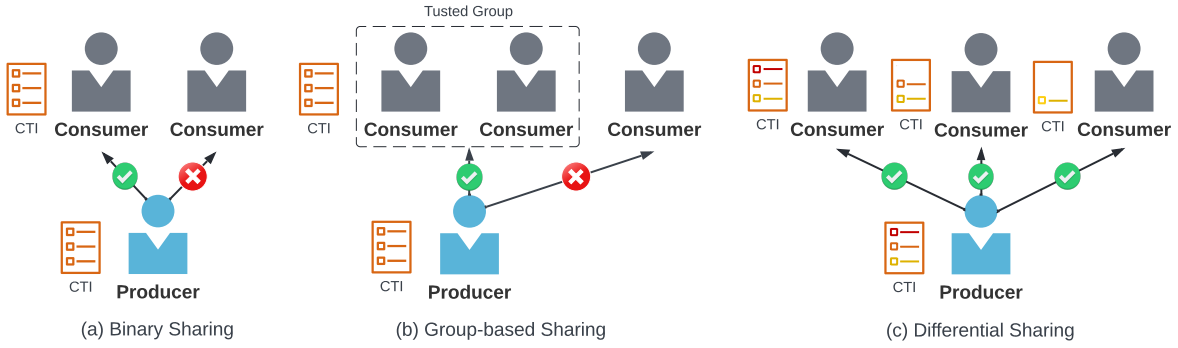 Tusted Group
CTI
Consumer
Consumer
CTI
Producer
(a) Binary Sharing
CTI
Consumer
Consumer
Consumer
CTI
Producer
(b) Group-based Sharing
CTI
Consumer
CTI
Consumer
CTI
Consumer
CTI
Producer
(c) Differential Sharing